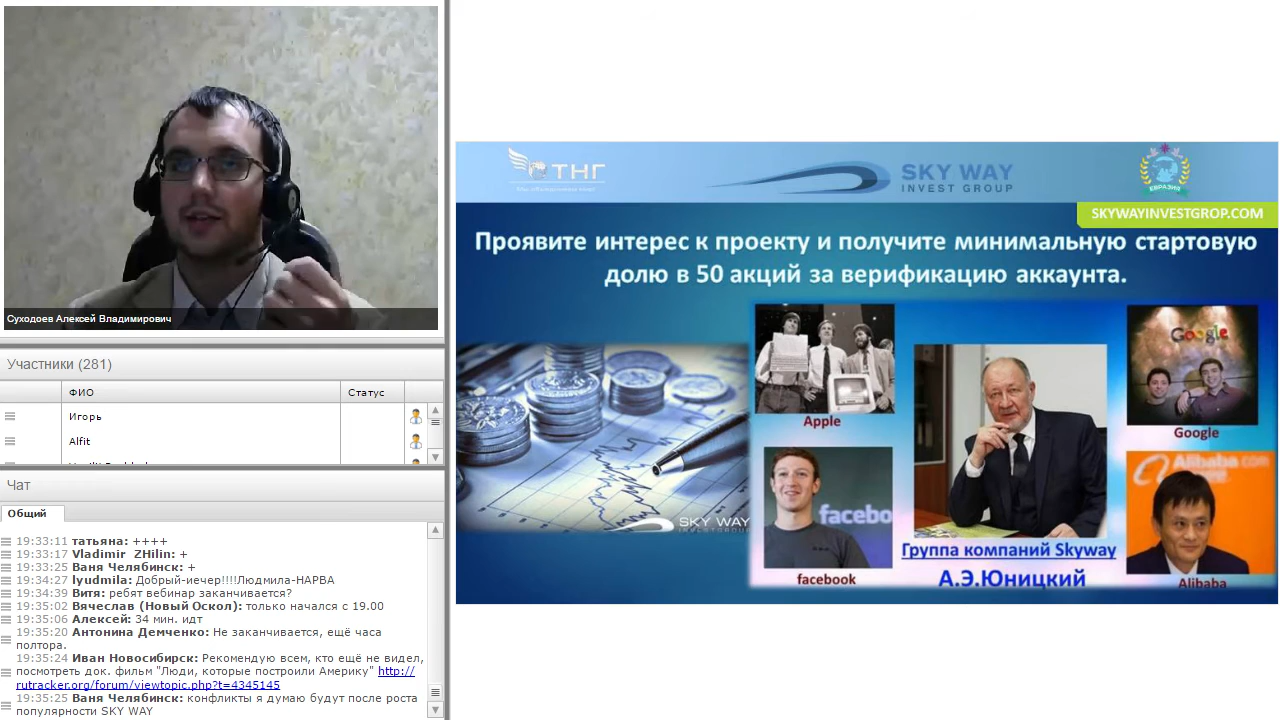 Суходоев Алексей Владимирович
Участники (281)
ФИО
Статус
Игорь
Alfit
Чат
Общий
19:33:11 татьяна: ++++
19:33:17 Vladimir ZHilin: +
19:33:25 Ваня Челябинск: +
19:34:27 lyudmila: Добрый-иечер!!!!Людмила-НАРВА
19:34:39 Витя: ребят вебинар заканчивается?
19:35:02 Вячеслав (Новый Оскол): только начался с 19.00
19:35:06 Алексей: 34 мин. идт
19:35:20 Антонина Демченко: Не заканчивается, ещё часа
полтора.
19:35:24 Иван Новосибирск: Рекомендую всем, кто ещё не видел,
посмотреть док. фильм "Люди, которые построили Америку" http://
rutracker.org/forum/viewtopic.php?t=4345145
19:35:25 Ваня Челябинск: конфликты я думаю будут после роста
популярности SKY WAY
ТНГ
SKY WAY
INVEST GROUP
ЕВРАЗИЯ
SKYWAYINVESTGROP.COM
Проявите интерес к проекту и получите минимальную стартовую
долю в 50 акций за верификацию аккаунта.
SKY WAY
Apple
Google
Google
facebo
facebook
Alibaba.com
Группа компаний Skyway
А.Э.Юницкий
Alibaba